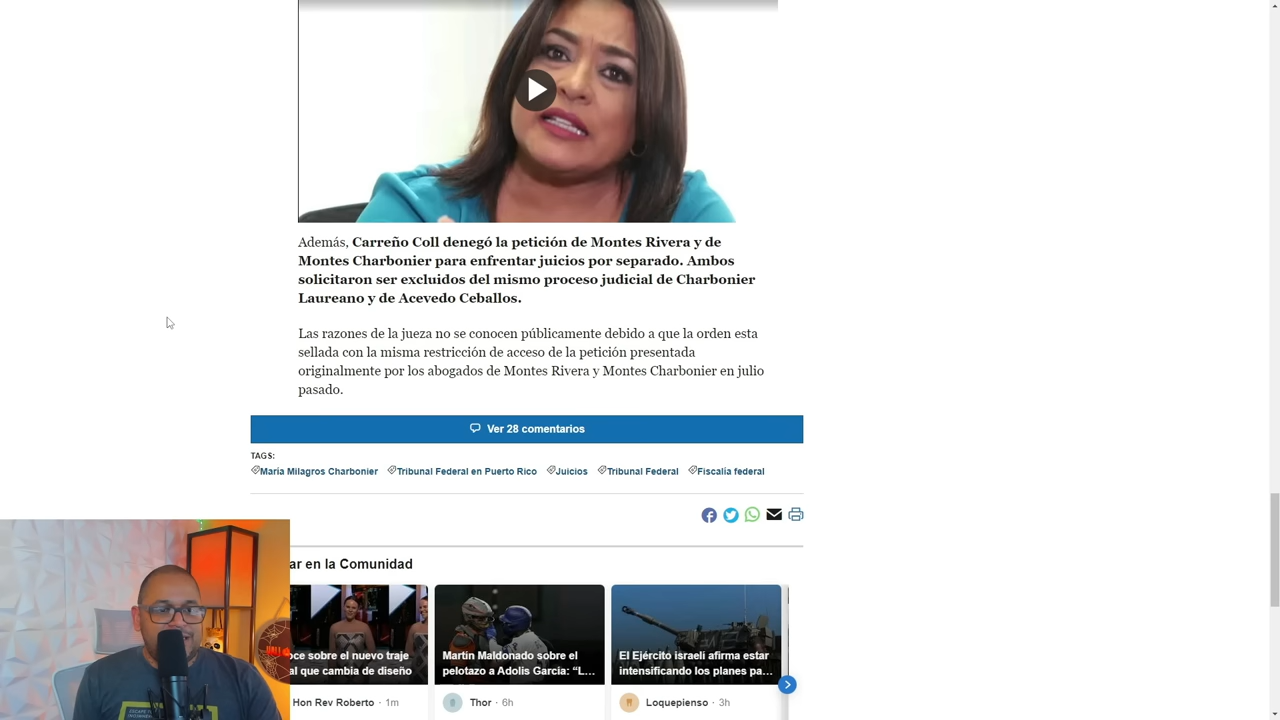 Además, Carreño Coll denegó la petición de Montes Rivera y de
Montes Charbonier para enfrentar juicios por separado. Ambos
solicitaron ser excluidos del mismo proceso judicial de Charbonier
Laureano y de Acevedo Ceballos.
Las razones de la jueza no se conocen públicamente debido a que la orden esta
sellada con la misma restricción de acceso de la petición presentada
originalmente por los abogados de Montes Rivera y Montes Charbonier en julio
pasado.
Ver 28 comentarios
TAGS:
María Milagros Charbonier Tribunal Federal en Puerto Rico Juicios Tribunal Federal Fiscalía federal
en la Comunidad
sobre el nuevo traje
que cambia de diseño
Hon Rev Roberto · 1m
Martín Maldonado sobre el
pelotazo a Adolis García: “L...
Thor · 6h
El Ejército israelí afirma estar
intensificando los planes pa...
Loquepienso · 3h